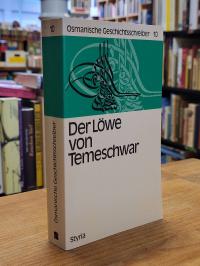 Osmanische Geschichtsschreiber 10
Der Löwe
von
Temeschwar
Styria
10
Osmanische Geschichtsschreiber